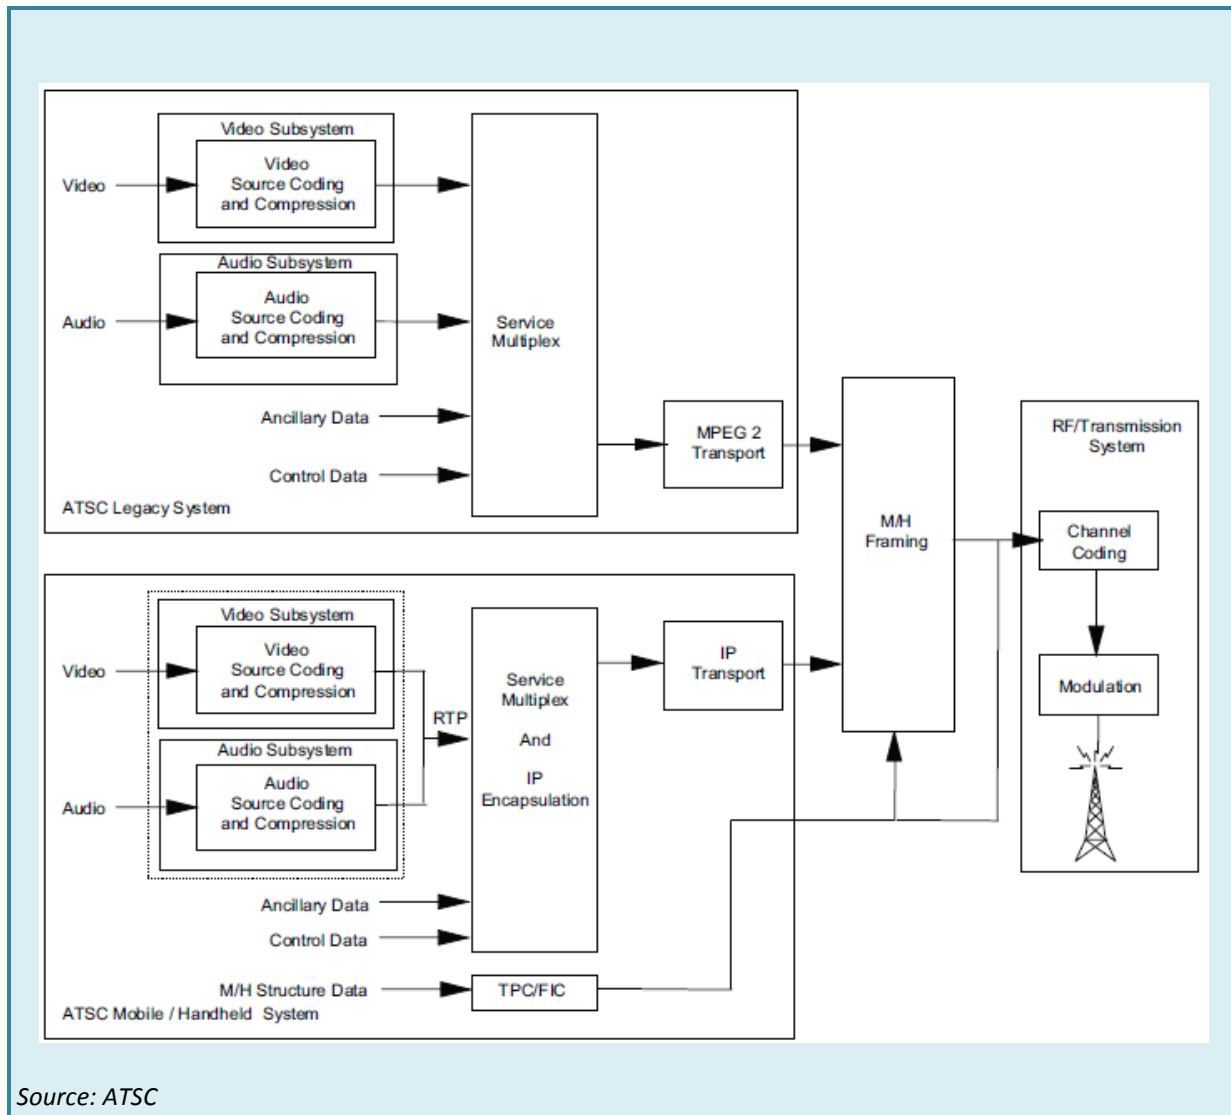 Video Subsystem
Video
Source Coding
and Compression
Video
Audio Subsystem
Audio
Source Coding
and Compression
Audio
Service
Multiplex
Ancillary Data
Control Data
MPEG 2
Transport
ATSC Legacy System
M/H
Framing
RF/Transmission
System
Channel
Coding
Modulation
Video Subsystem
Video
Source Coding
and Compression
Video
RTP
Audio Subsystem
Audio
Source Coding
and Compression
Audio
Service
Multiplex
And
IP
Encapsulation
IP
Transport
Ancillary Data
Control Data
M/H Structure Data
TPC/FIC
ATSC Mobile / Handheld System
Source: ATSC